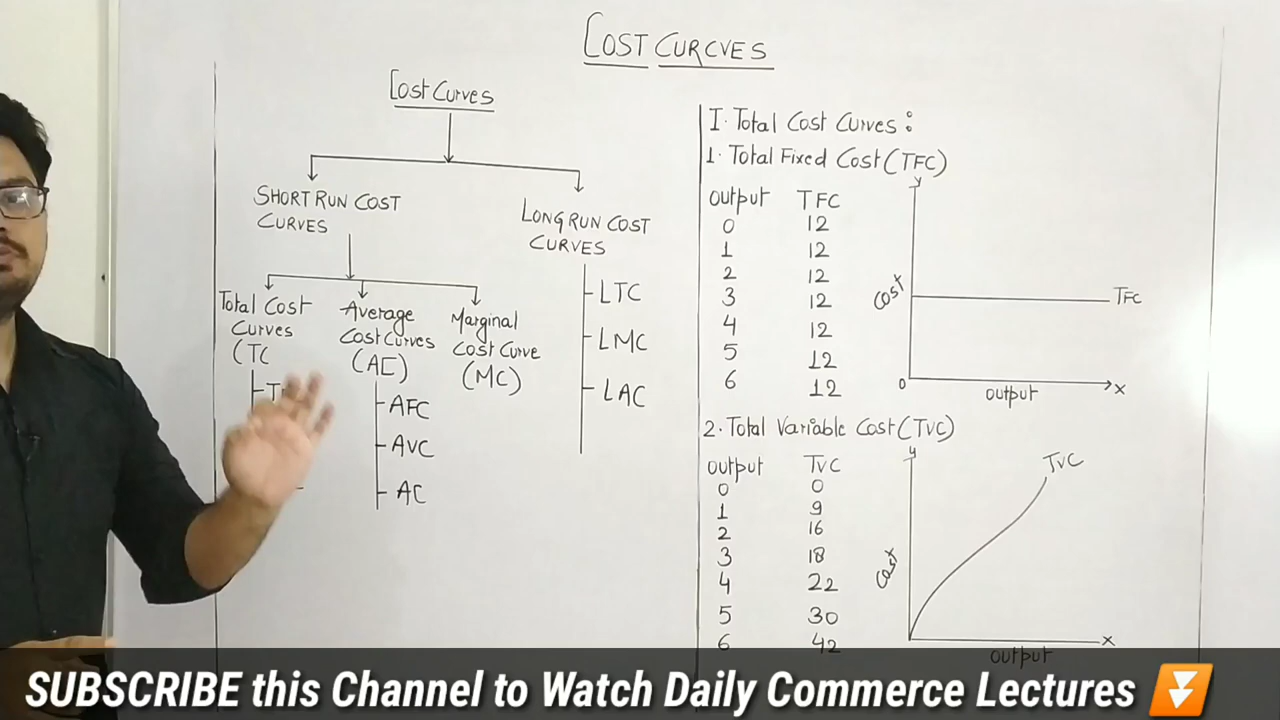 COST CURCVES
Cost Curves
SHORT RUN COST
CURVES
LONG RUN COST
CURVES
Total Cost
Curves
(TC
Average
Cost Curves
(AC)
AFC
AVC
AC
Marginal
Cost Curve
(MC)
LTC
LMC
LAC
I. Total Cost Curves:
1. Total Fixed Cost (TFC)
output TFC
0 12
1 12
2 12
3 12
4 12
5 12
6 12
Y
Cost
TFC
0
output
X
2. Total Variable Cost (TVC)
output TVC
0 0
1 9
2 16
3 18
4 22
5 30
6 42
Y
Cost
TVC
X
output
SUBSCRIBE this Channel to Watch Daily Commerce Lectures